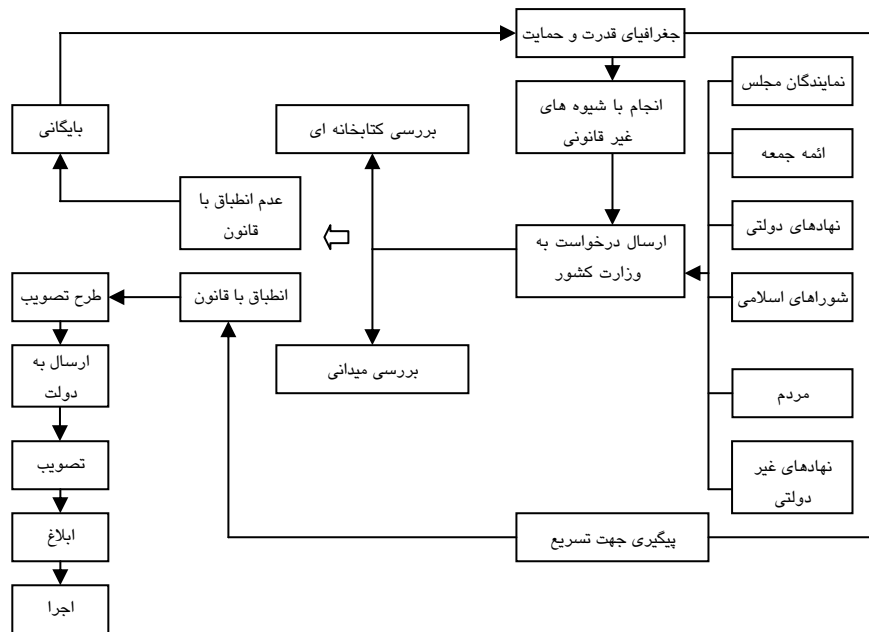 جغرافیای قدرت و حمایت
نمایندگان مجلس
انجام با شیوه های
غیر قانونی
بایگانی
بررسی کتابخانه ای
ائمه جمعه
عدم انطباق با
قانون
ارسال درخواست به
وزارت کشور
نهادهای دولتی
شوراهای اسلامی
انطباق با قانون
طرح تصویب
بررسی میدانی
ارسال به
دولت
مردم
تصویب
نهادهای غیر
دولتی
پیگیری جهت تسریع
ابلاغ
اجرا